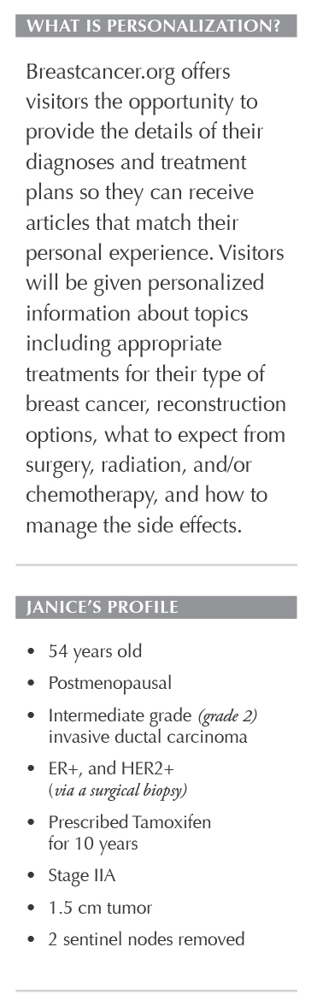 WHAT IS PERSONALIZATION?
Breastcancer.org offers
visitors the opportunity to
provide the details of their
diagnoses and treatment
plans so they can receive
articles that match their
personal experience. Visitors
will be given personalized
information about topics
including appropriate
treatments for their type of
breast cancer, reconstruction
options, what to expect from
surgery, radiation, and/or
chemotherapy, and how to
manage the side effects.
JANICE'S PROFILE
• 54 years old
• Postmenopausal
• Intermediate grade (grade 2)
invasive ductal carcinoma
• ER+, and HER2+
(via a surgical biopsy)
• Prescribed Tamoxifen
for 10 years
• Stage IIA
• 1.5 cm tumor
• 2 sentinel nodes removed